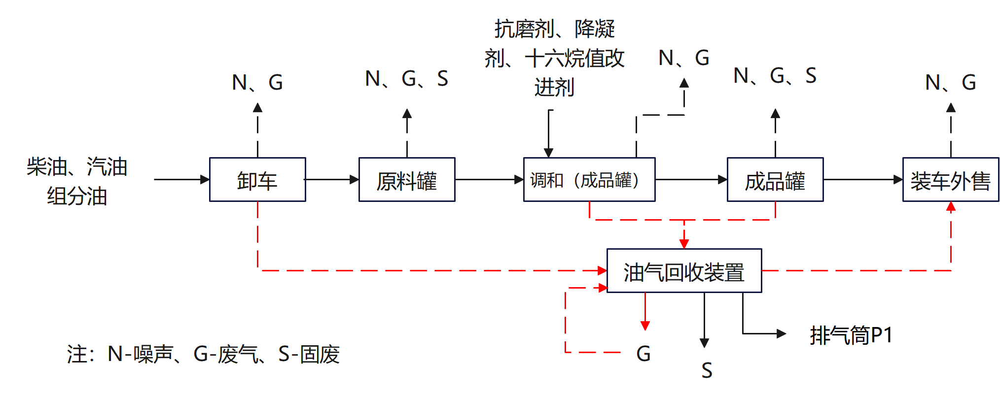 抗磨剂、降凝
剂、十六烷值改
进剂
N、G
N、G、S
N、G
N、G、S
N、G
柴油、汽油
组分油
卸车
原料罐
调和（成品罐）
成品罐
装车外售
油气回收装置
排气筒P1
G
S
注：N-噪声、G-废气、S-固废